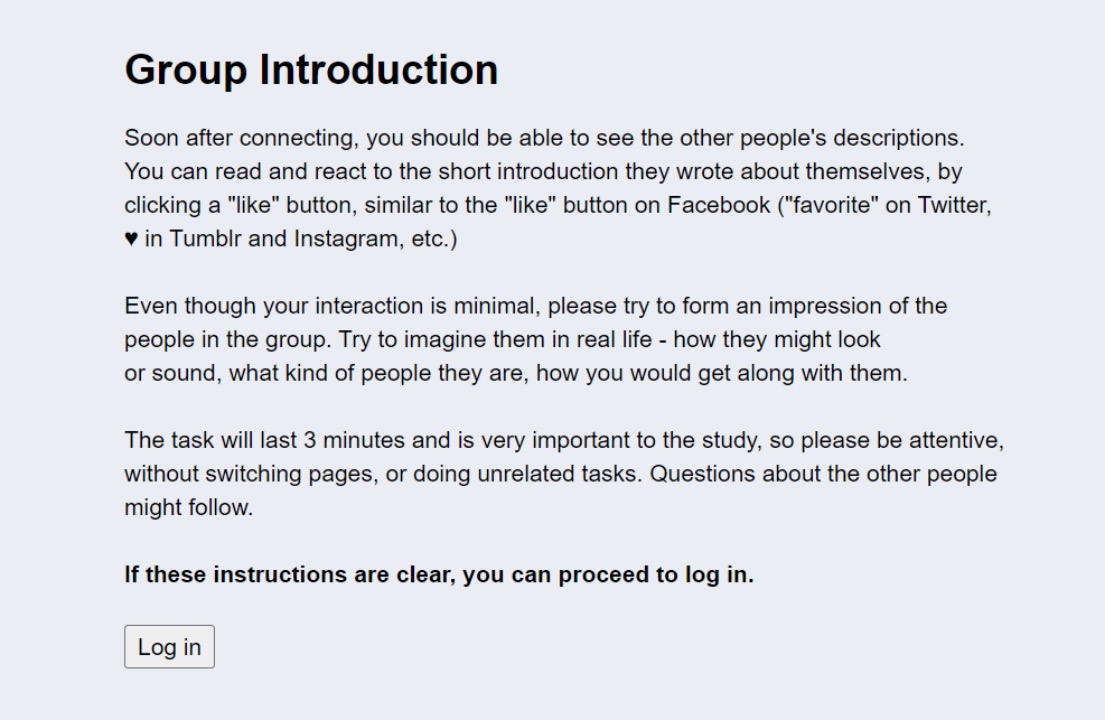 Group Introduction
Soon after connecting, you should be able to see the other people's descriptions.
You can read and react to the short introduction they wrote about themselves, by
clicking a "like" button, similar to the "like" button on Facebook ("favorite" on Twitter,
♥ in Tumblr and Instagram, etc.)
Even though your interaction is minimal, please try to form an impression of the
people in the group. Try to imagine them in real life - how they might look
or sound, what kind of people they are, how you would get along with them.
The task will last 3 minutes and is very important to the study, so please be attentive,
without switching pages, or doing unrelated tasks. Questions about the other people
might follow.
If these instructions are clear, you can proceed to log in.
Log in